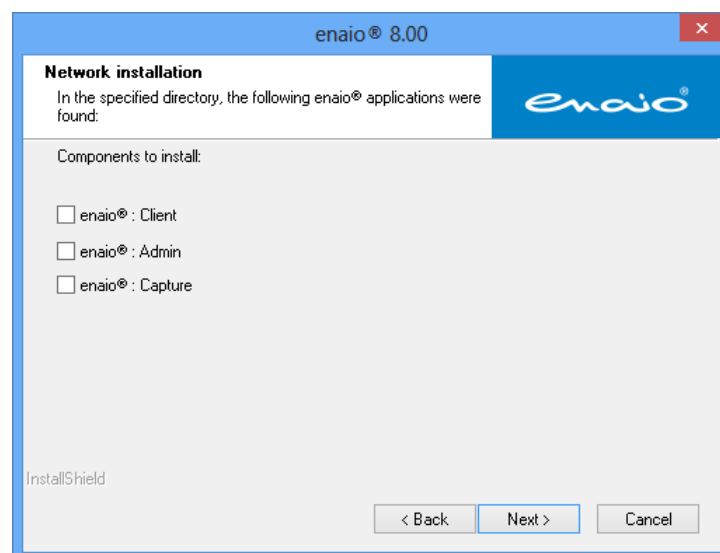 enaio® 8.00
Network installation
In the specified directory, the following enaio® applications were
found:
enaio®
Components to install:
enaio® : Client
enaio® : Admin
enaio® : Capture
InstallShield
< Back
Next >
Cancel